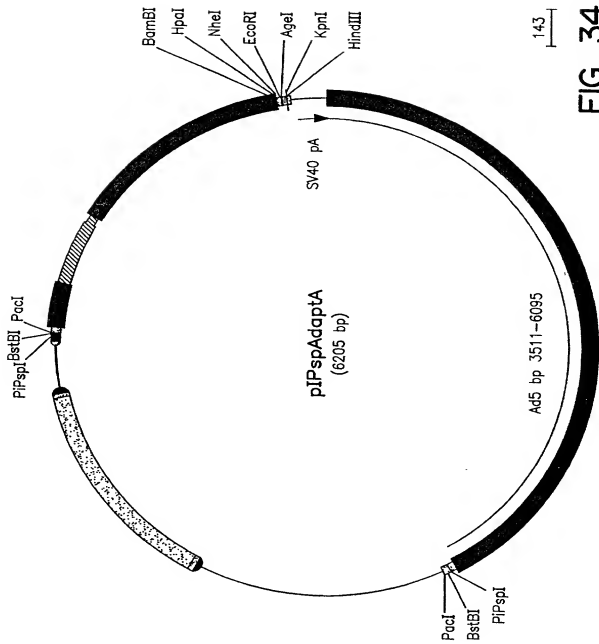 BamBI
HpaI
NheI
EcoRI
AgeI
KpnI
HindIII
PiPspI
BstBI
PacI
SV40 pA
pIPspAdaptA
(6205 bp)
Ad5 bp 3511-6095
PacI
BstBI
PiPspI
143
FIG. 34